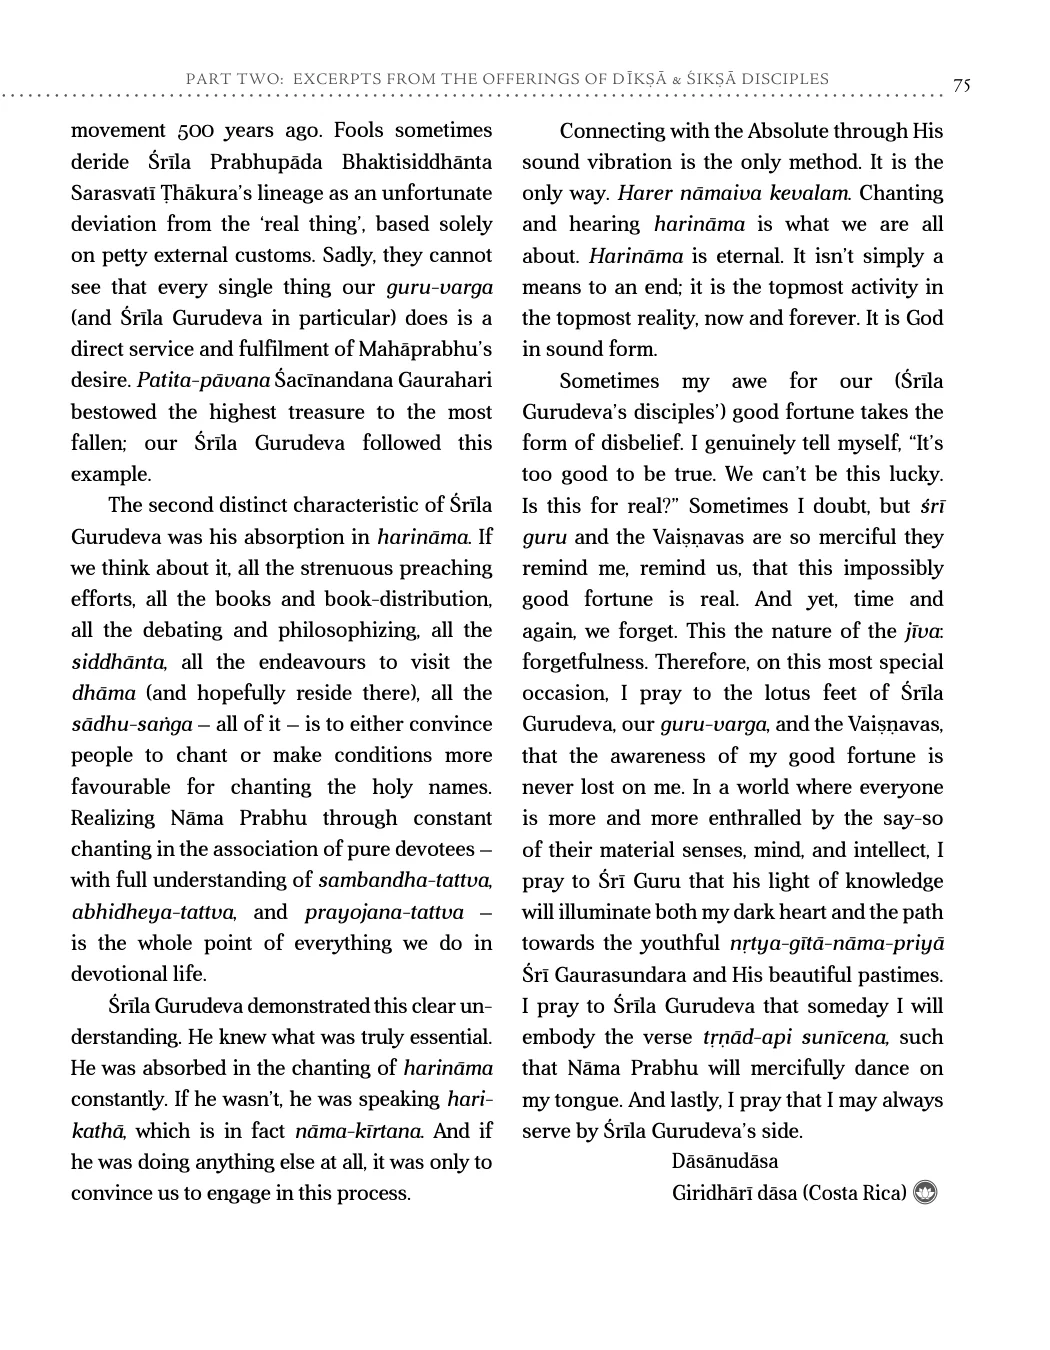 PART TWO: EXCERPTS FROM THE OFFERINGS OF DĪKṢĀ & ŚIKṢĀ DISCIPLES
75
movement 500 years ago. Fools sometimes
deride Śrīla Prabhupāda Bhaktisiddhānta
Sarasvatī Ṭhākura’s lineage as an unfortunate
deviation from the ‘real thing’, based solely
on petty external customs. Sadly, they cannot
see that every single thing our guru-varga
(and Śrīla Gurudeva in particular) does is a
direct service and fulfilment of Mahāprabhu’s
desire. Patita-pāvana Śacīnandana Gaurahari
bestowed the highest treasure to the most
fallen; our Śrīla Gurudeva followed this
example.
The second distinct characteristic of Śrīla
Gurudeva was his absorption in harināma. If
we think about it, all the strenuous preaching
efforts, all the books and book-distribution,
all the debating and philosophizing, all the
siddhānta, all the endeavours to visit the
dhāma (and hopefully reside there), all the
sādhu-saṅga – all of it – is to either convince
people to chant or make conditions more
favourable for chanting the holy names.
Realizing Nāma Prabhu through constant
chanting in the association of pure devotees –
with full understanding of sambandha-tattva,
abhidheya-tattva, and prayojana-tattva –
is the whole point of everything we do in
devotional life.
Śrīla Gurudeva demonstrated this clear un-
derstanding. He knew what was truly essential.
He was absorbed in the chanting of harināma
constantly. If he wasn’t, he was speaking hari-
kathā, which is in fact nāma-kīrtana. And if
he was doing anything else at all, it was only to
convince us to engage in this process.
Connecting with the Absolute through His
sound vibration is the only method. It is the
only way. Harer nāmaiva kevalam. Chanting
and hearing harināma is what we are all
about. Harināma is eternal. It isn’t simply a
means to an end; it is the topmost activity in
the topmost reality, now and forever. It is God
in sound form.
Sometimes my awe for our (Śrīla
Gurudeva’s disciples’) good fortune takes the
form of disbelief. I genuinely tell myself, “It’s
too good to be true. We can’t be this lucky.
Is this for real?” Sometimes I doubt, but śrī
guru and the Vaiṣṇavas are so merciful they
remind me, remind us, that this impossibly
good fortune is real. And yet, time and
again, we forget. This the nature of the jīva:
forgetfulness. Therefore, on this most special
occasion, I pray to the lotus feet of Śrīla
Gurudeva, our guru-varga, and the Vaiṣṇavas,
that the awareness of my good fortune is
never lost on me. In a world where everyone
is more and more enthralled by the say-so
of their material senses, mind, and intellect, I
pray to Śrī Guru that his light of knowledge
will illuminate both my dark heart and the path
towards the youthful nṛtya-gītā-nāma-priyā
Śrī Gaurasundara and His beautiful pastimes.
I pray to Śrīla Gurudeva that someday I will
embody the verse tṛṇād-api sunīcena, such
that Nāma Prabhu will mercifully dance on
my tongue. And lastly, I pray that I may always
serve by Śrīla Gurudeva’s side.
Dāsānudāsa
Giridhārī dāsa (Costa Rica)